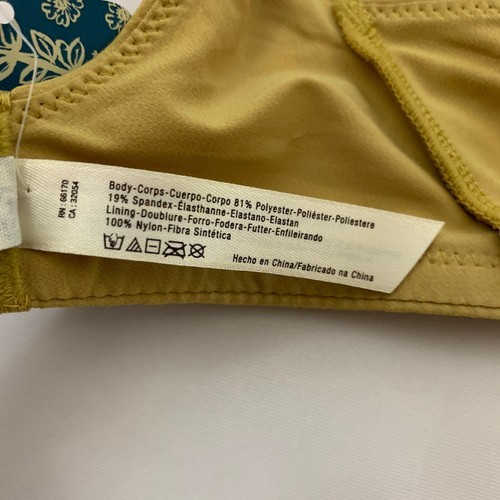 RN : 66170
CA : 32054
Body-Corps-Cuerpo-Corpo 81% Polyester-Poliéster-Poliestere
19% Spandex-Élasthanne-Elastano-Elastan
Lining-Doublure-Forro-Fodera-Futter-Enfileirando
100% Nylon-Fibra Sintética
Hecho en China/Fabricado na China